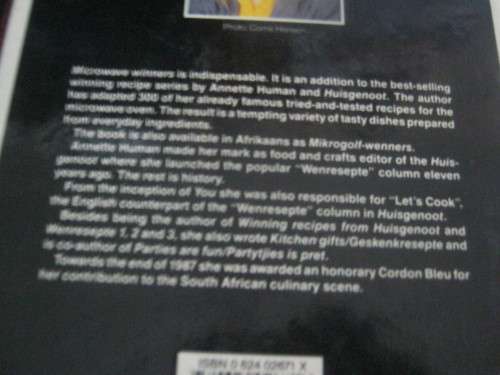 Photo: Corrie Hansen
Microwave winners is indispensable. It is an addition to the best-selling
winning recipe series by Annette Human and Huisgenoot. The author
has adapted 300 of her already famous tried-and-tested recipes for the
microwave oven. The result is a tempting variety of tasty dishes prepared
from everyday ingredients.
The book is also available in Afrikaans as Mikrogolf-wenners.
Annette Human made her mark as food and crafts editor of the Huis-
genoot where she launched the popular "Wenresepte" column eleven
years ago. The rest is history.
From the inception of You she was also responsible for "Let's Cook",
the English counterpart of the "Wenresepte" column in Huisgenoot.
Besides being the author of Winning recipes from Huisgenoot and
Wenresepte 1, 2 and 3, she also wrote Kitchen gifts/Geskenkresepte and
is co-author of Parties are fun/Partytjies is pret.
Towards the end of 1987 she was awarded an honorary Cordon Bleu for
her contribution to the South African culinary scene.
ISBN 0 624 02671 X